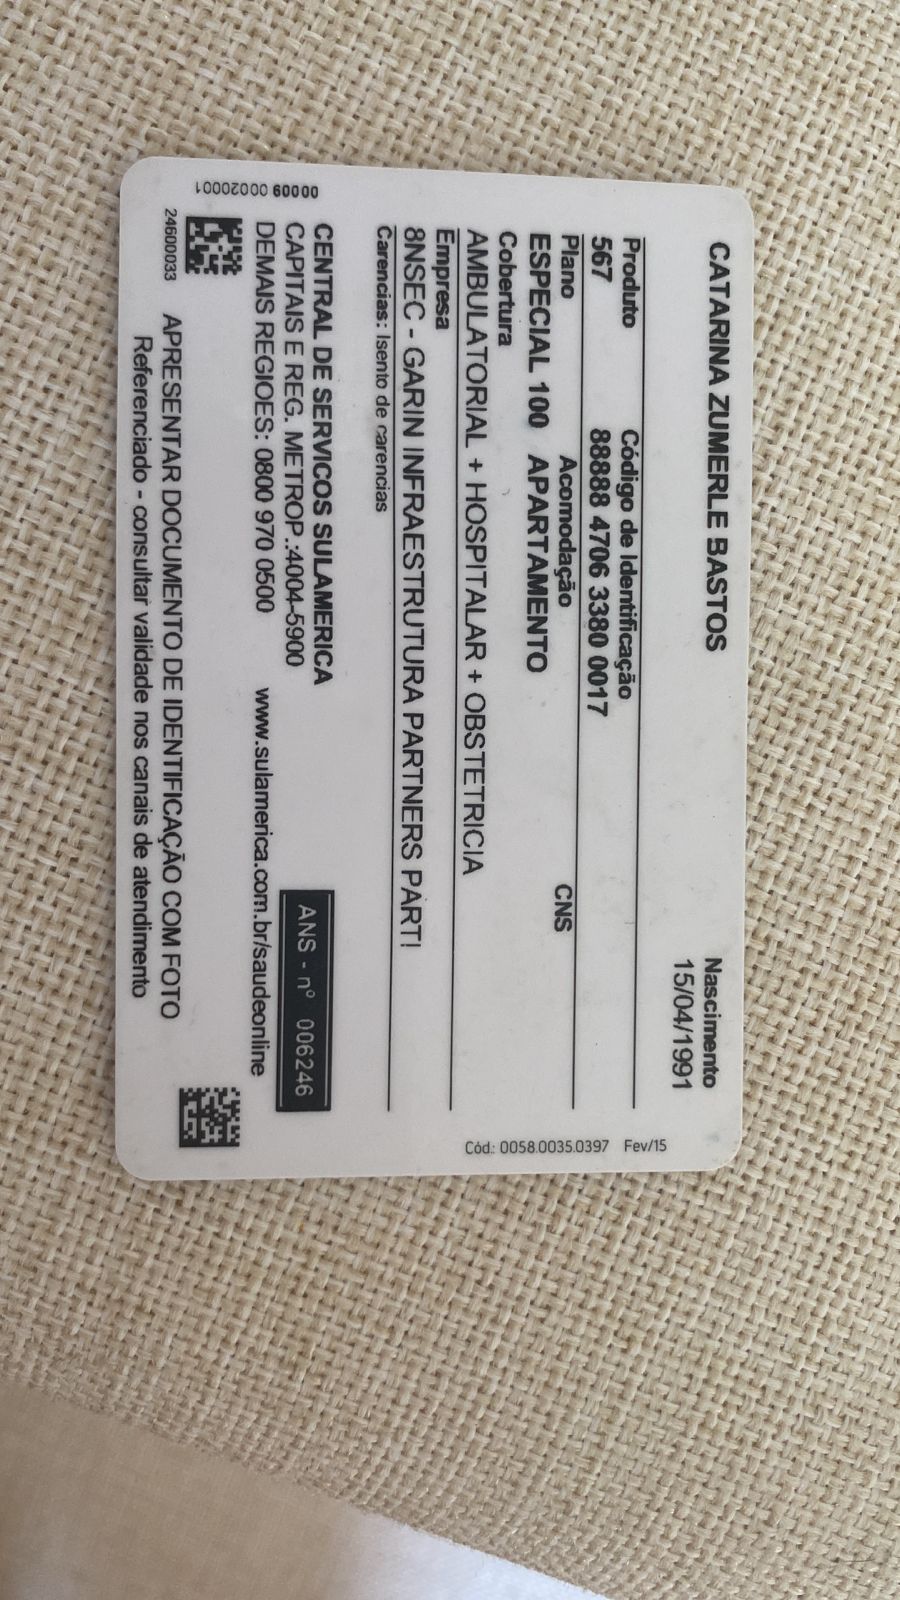 CATARINA ZUMERLE BASTOS
Nascimento
15/04/1991
Produto Código de Identificação
567 88888 4706 3380 0017
Plano Acomodação CNS
ESPECIAL 100 APARTAMENTO
Cobertura
AMBULATORIAL + HOSPITALAR + OBSTETRICIA
Empresa
8NSEC - GARIN INFRAESTRUTURA PARTNERS PART!
Carencias: Isento de carencias
CENTRAL DE SERVICOS SULAMERICA
CAPITAIS E REG. METROP.:4004-5900
DEMAIS REGIOES: 0800 970 0500 www.sulamerica.com.br/saudeonline
ANS - nº 006246
APRESENTAR DOCUMENTO DE IDENTIFICAÇÃO COM FOTO
Referenciado - consultar validade nos canais de atendimento
24600033
00009 00020001
Cód.: 0058.0035.0397 Fev/15